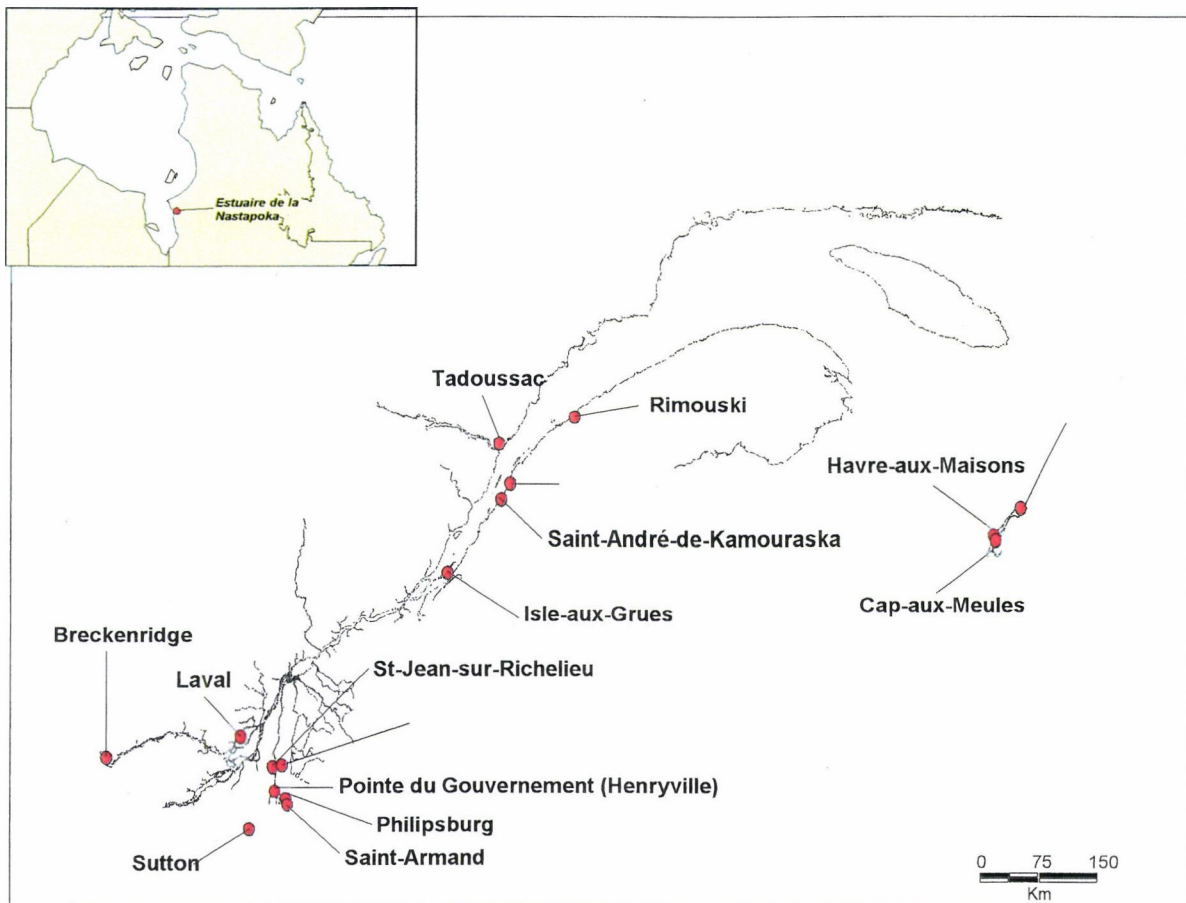 Estuaire de la
Nastapoka
Tadoussac
Rimouski
Havre-aux-Maisons
Saint-André-de-Kamouraska
Cap-aux-Meules
Isle-aux-Grues
Breckenridge
St-Jean-sur-Richelieu
Laval
Pointe du Gouvernement (Henryville)
Philipsburg
Sutton
Saint-Armand
0 75 150
Km